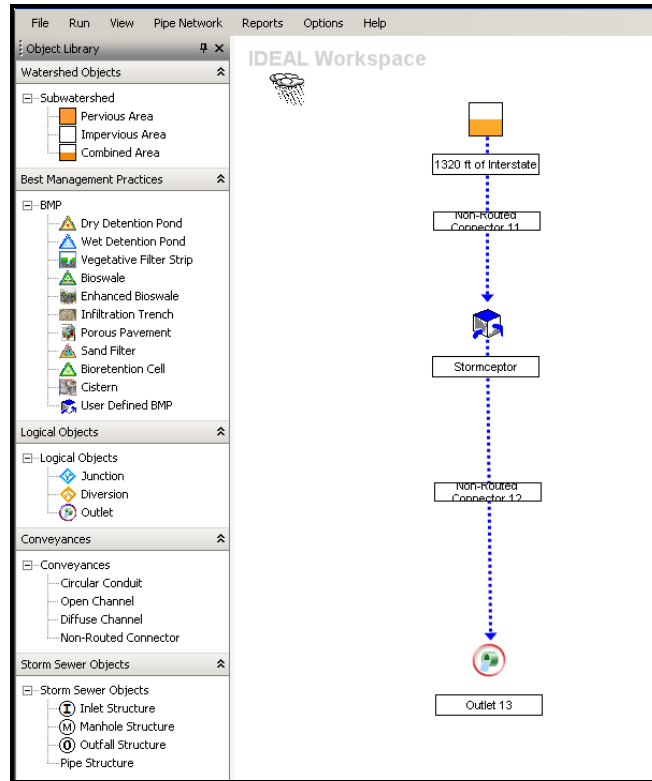 File Run View Pipe Network Reports Options Help
Object Library
Watershed Objects
Subwatershed
Pervious Area
Impervious Area
Combined Area
Best Management Practices
BMP
Dry Detention Pond
Wet Detention Pond
Vegetative Filter Strip
Bioswale
Enhanced Bioswale
Infiltration Trench
Porous Pavement
Sand Filter
Bioretention Cell
Cistern
User Defined BMP
Logical Objects
Logical Objects
Junction
Diversion
Outlet
Conveyances
Conveyances
Circular Conduit
Open Channel
Diffuse Channel
Non-Routed Connector
Storm Sewer Objects
Storm Sewer Objects
I Inlet Structure
M Manhole Structure
O Outfall Structure
Pipe Structure
IDEAL Workspace
1320 ft of Interstate
Non-Routed
Connector 11
Stormceptor
Non-Routed
Connector 12
Outlet 13